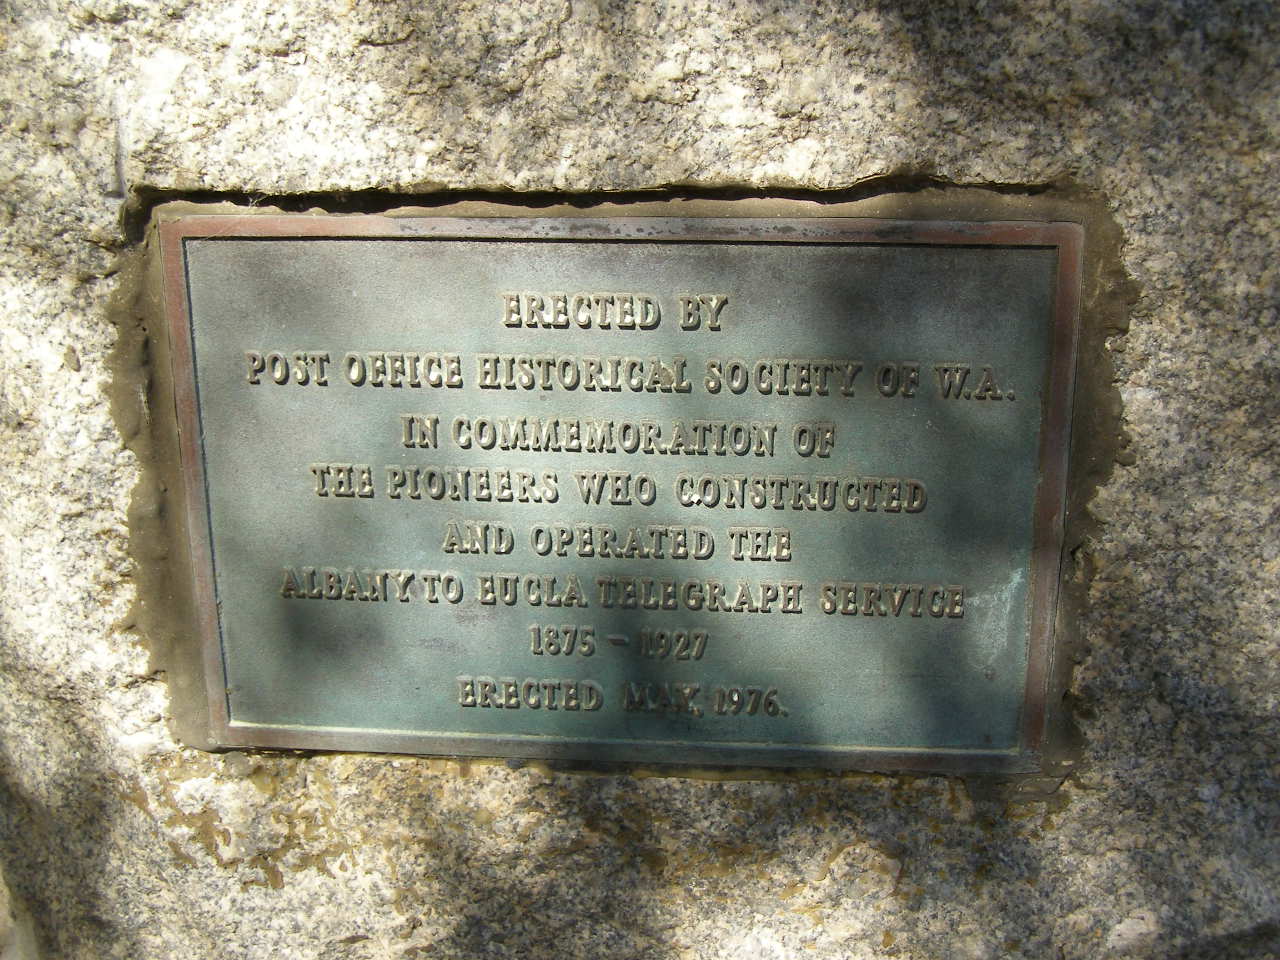 ERECTED BY
POST OFFICE HISTORICAL SOCIETY OF W.A.
IN COMMEMORATION OF
THE PIONEERS WHO CONSTRUCTED
AND OPERATED THE
ALBANY TO EUCLA TELEGRAPH SERVICE
1875 - 1927
ERECTED MAY, 1976.